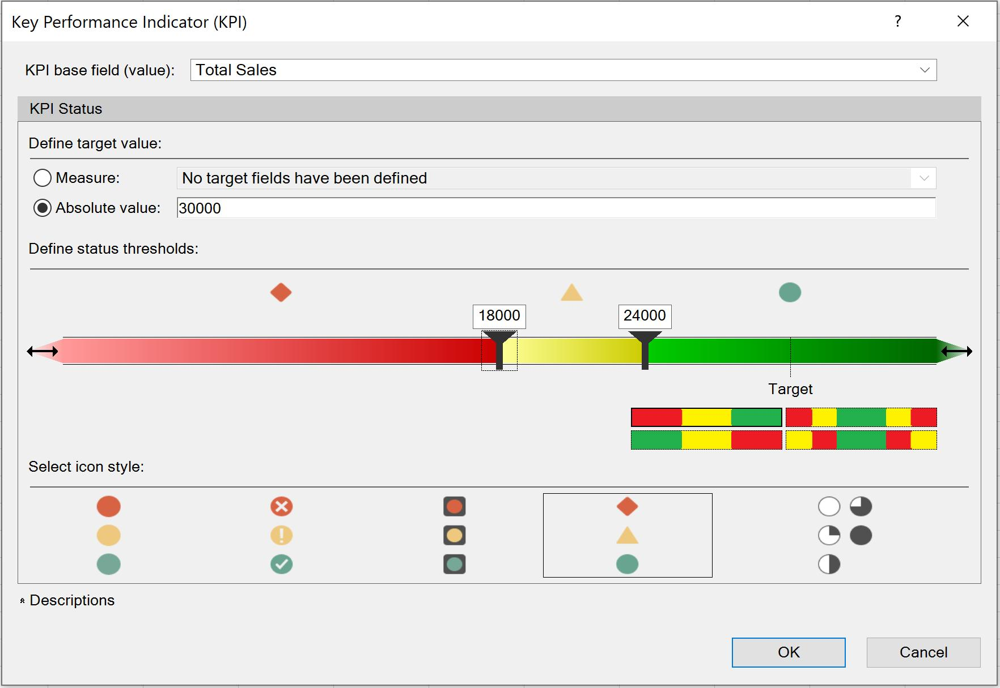 Key Performance Indicator (KPI) ?
KPI base field (value): Total Sales
KPI Status
Define target value:
Measure: No target fields have been defined
Absolute value: 30000
Define status thresholds:
18000 24000
Target
Select icon style:
Descriptions
OK Cancel